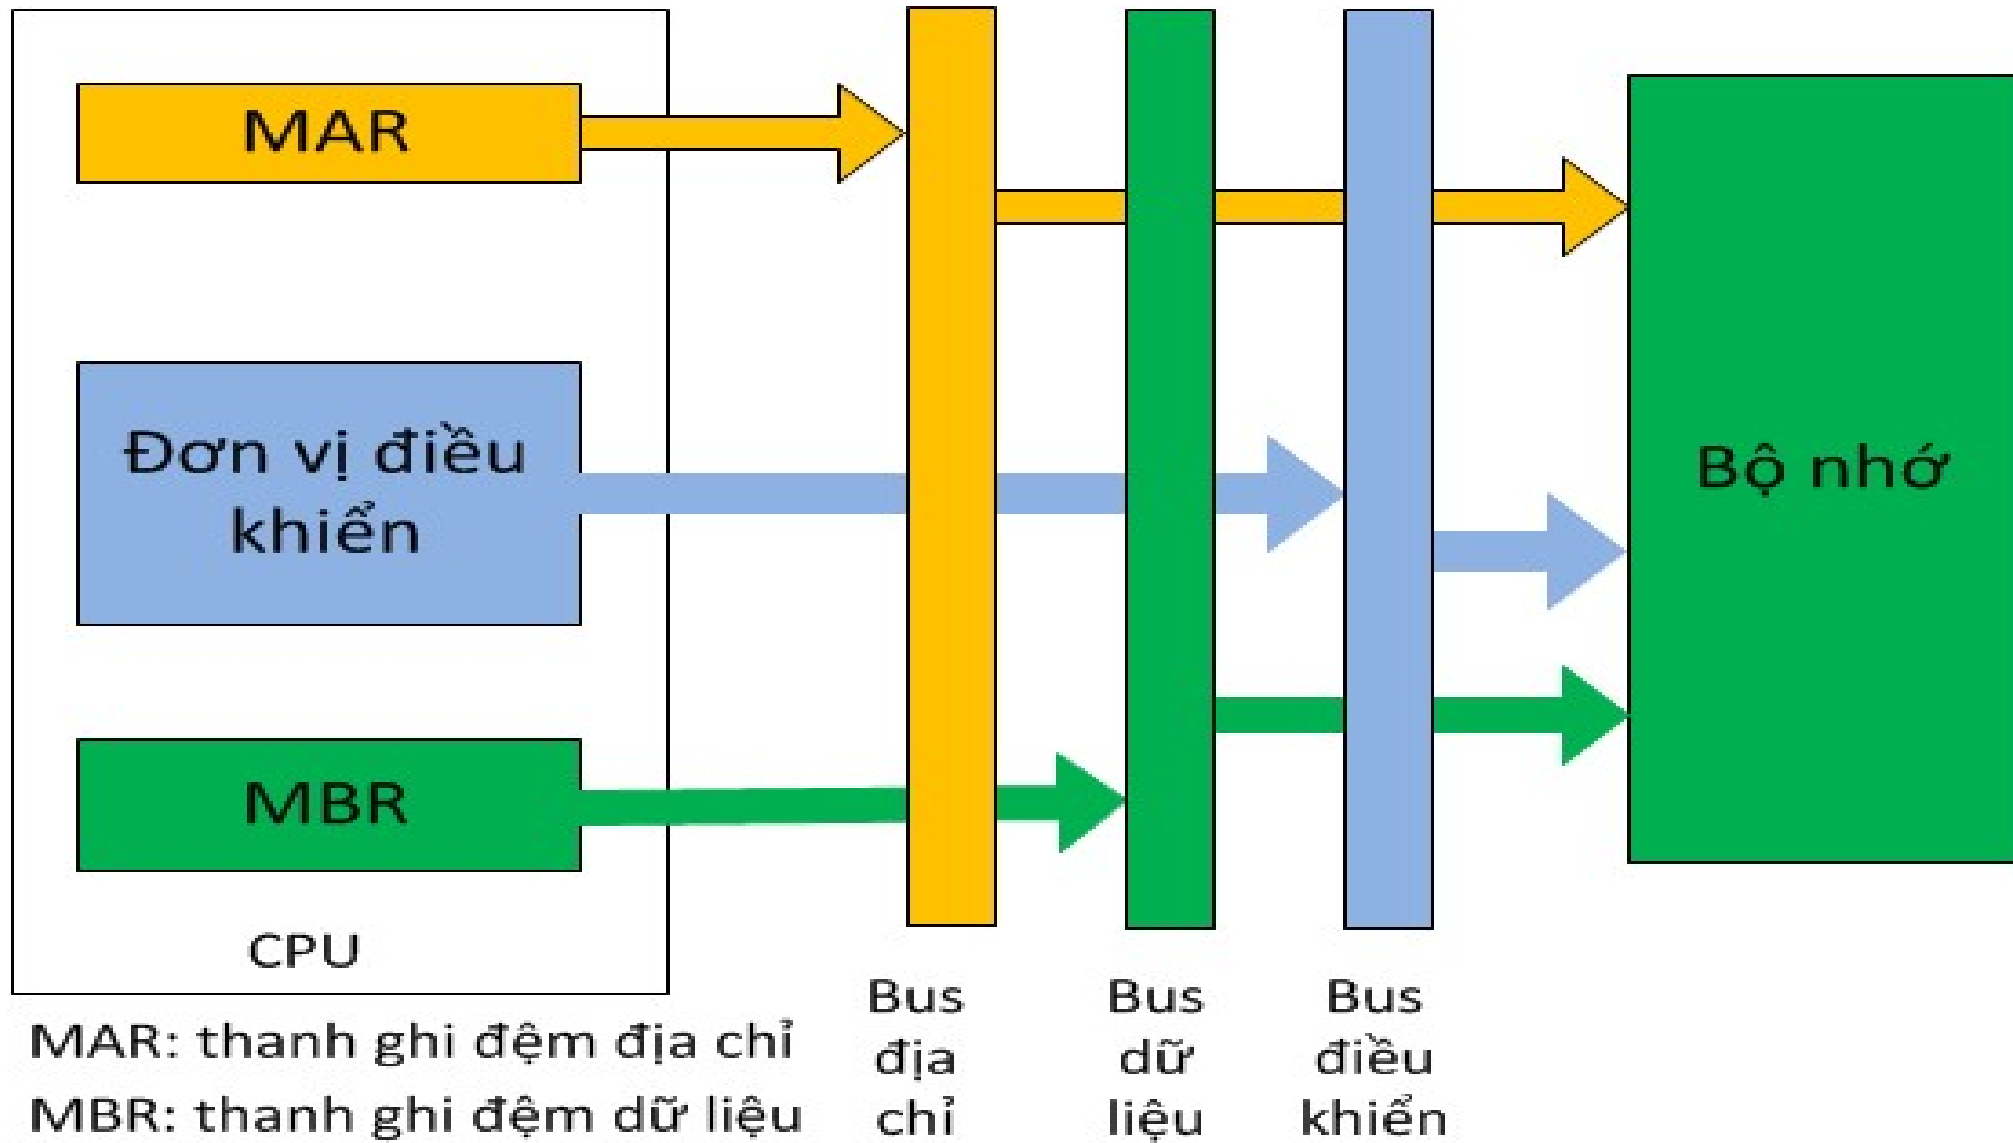 MAR
Đơn vị điều
khiển
MBR
CPU
Bộ nhớ
Bus
địa
chỉ
Bus
dữ
liệu
Bus
điều
khiển
MAR: thanh ghi đệm địa chỉ
MBR: thanh ghi đệm dữ liệu